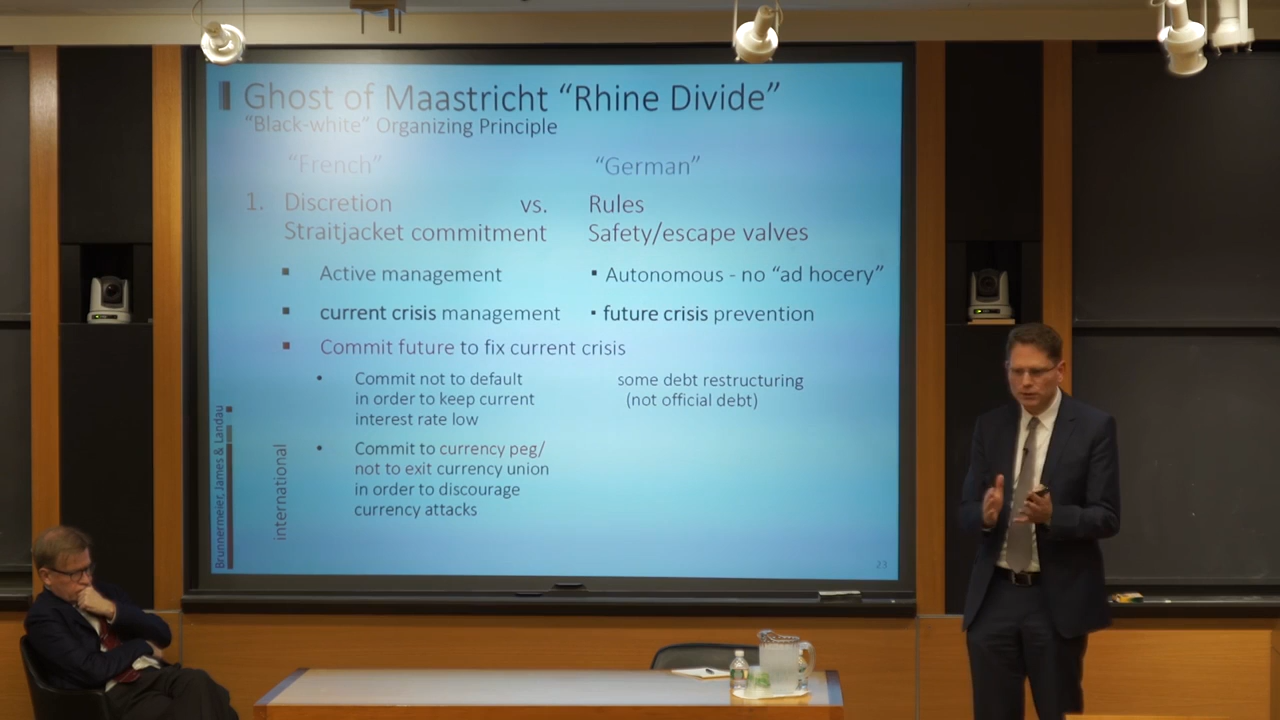 Ghost of Maastricht “Rhine Divide”
“Black-white” Organizing Principle
“French” “German”
1. Discretion vs. Rules
Straitjacket commitment Safety/escape valves
▪ Active management ▪ Autonomous - no “ad hocery”
▪ current crisis management ▪ future crisis prevention
▪ Commit future to fix current crisis
• Commit not to default some debt restructuring
in order to keep current (not official debt)
interest rate low
• Commit to currency peg/
not to exit currency union
in order to discourage
currency attacks
international
Brunnermeier, James & Landau
23